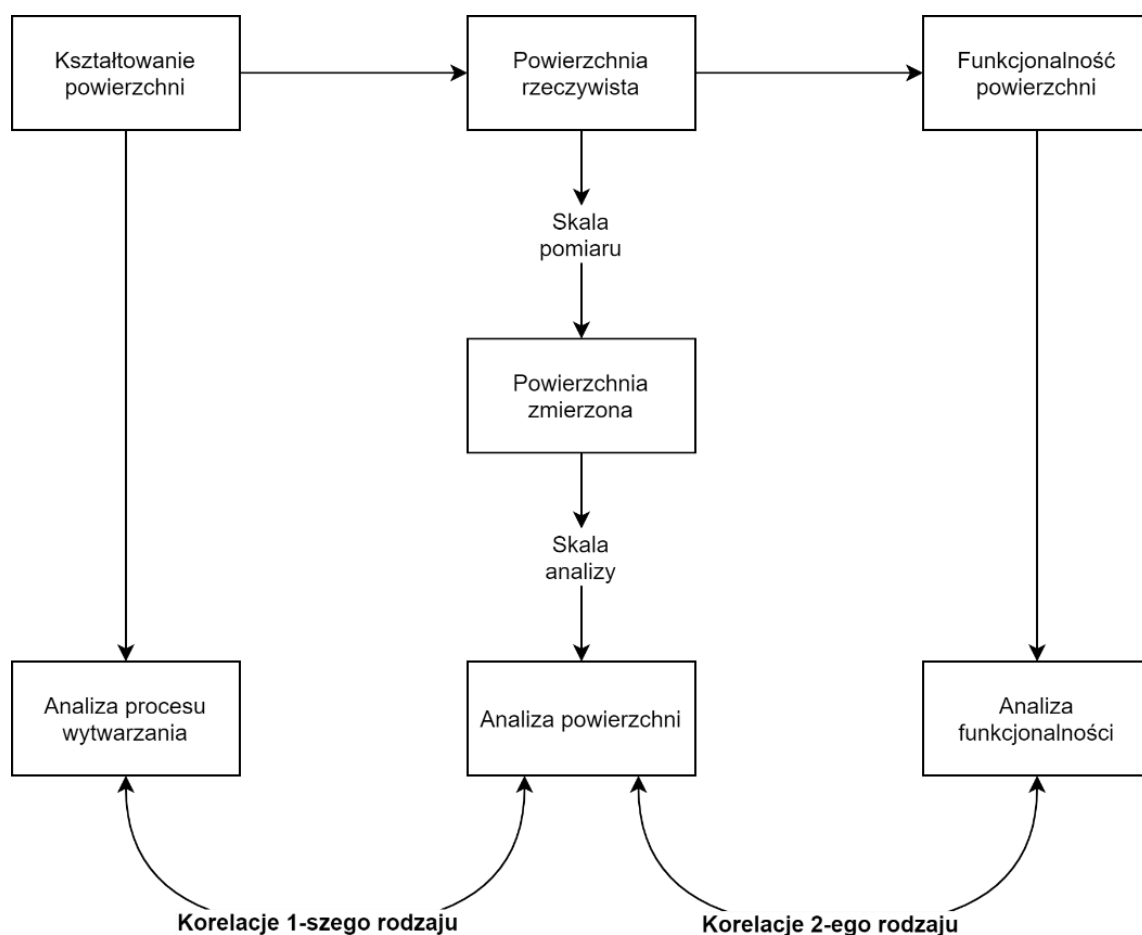 Kształtowanie
powierzchni
Powierzchnia
rzeczywista
Funkcjonalność
powierzchni
Skala
pomiaru
Powierzchnia
zmierzona
Skala
analizy
Analiza procesu
wytwarzania
Analiza powierzchni
Analiza
funkcjonalności
Korelacje 1-szego rodzaju
Korelacje 2-ego rodzaju